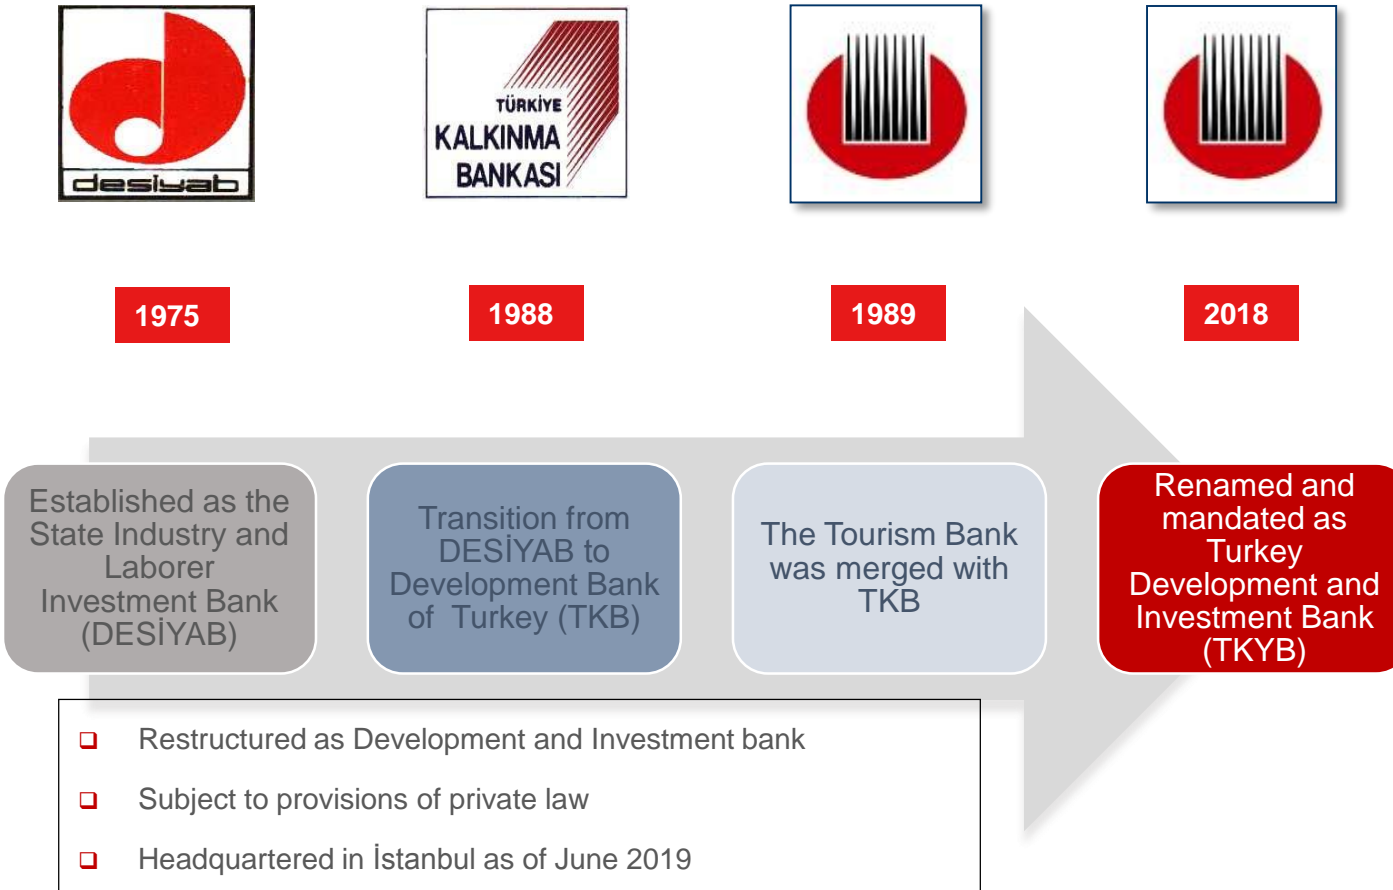 desiyab
TÜRKİYE
KALKINMA
BANKASI
1975
1988
1989
2018
Established as the
State Industry and
Laborer
Investment Bank
(DESİYAB)
Transition from
DESİYAB to
Development Bank
of Turkey (TKB)
The Tourism Bank
was merged with
TKB
Renamed and
mandated as
Turkey
Development and
Investment Bank
(TKYB)
Restructured as Development and Investment bank
Subject to provisions of private law
Headquartered in İstanbul as of June 2019